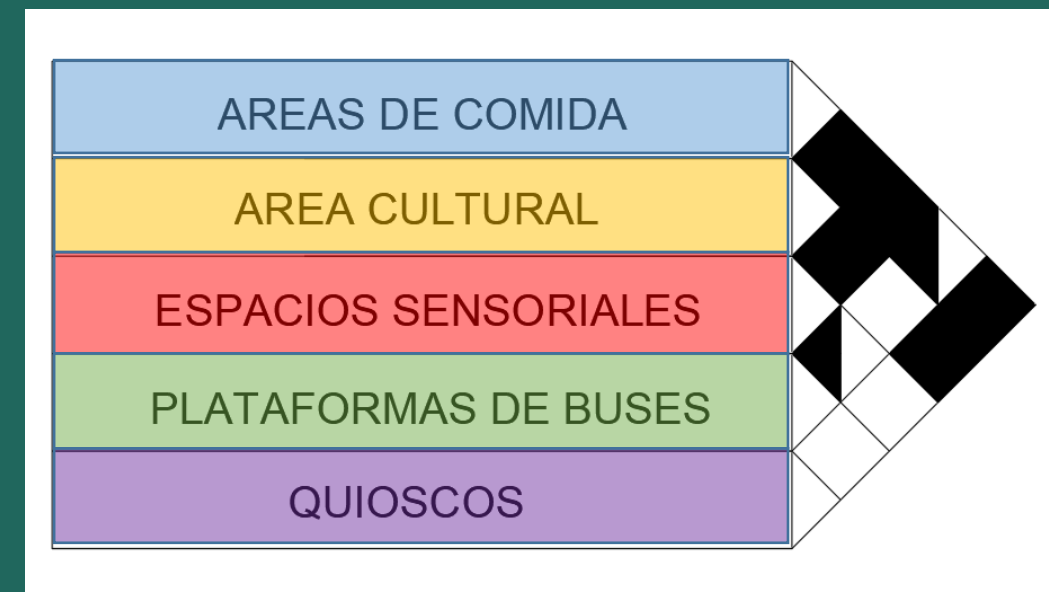 AREAS DE COMIDA
AREA CULTURAL
ESPACIOS SENSORIALES
PLATAFORMAS DE BUSES
QUIOSCOS